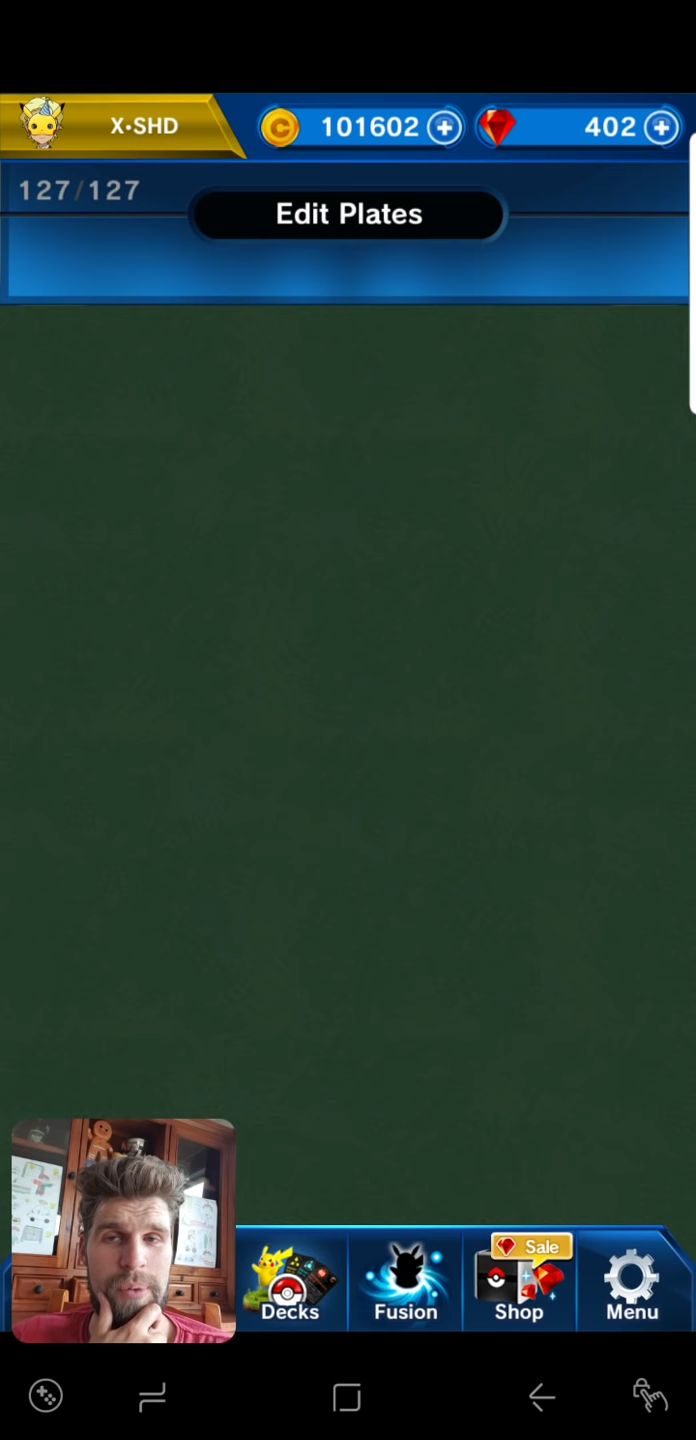 X•SHD
101602
402
127/127
Edit Plates
Sale
Decks
Fusion
Shop
Menu